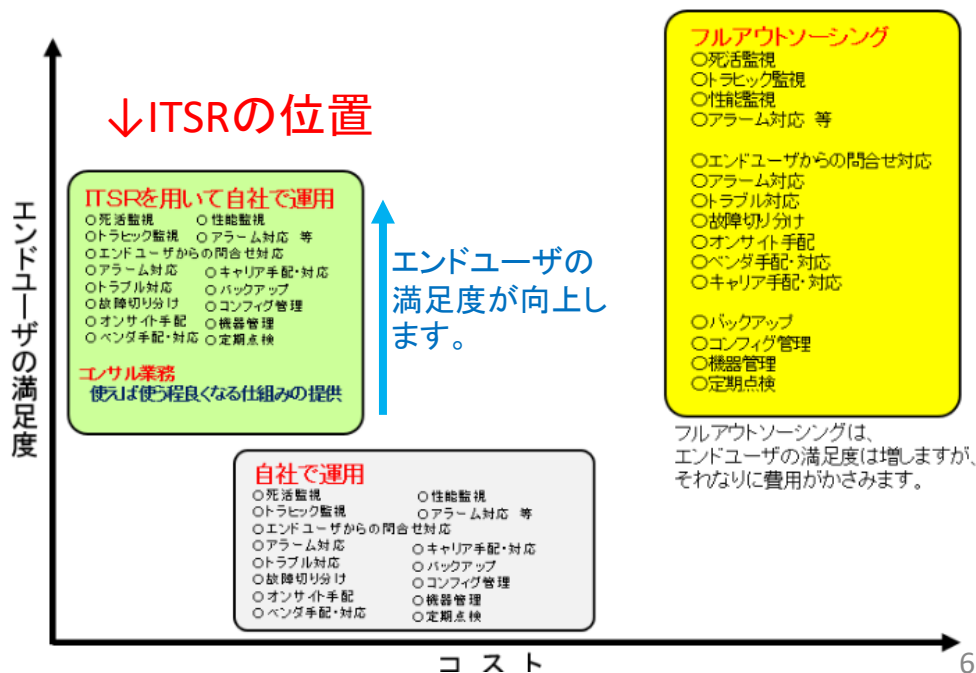 ↓ITSRの位置
エンドユーザの満足度
ITSRを用いて自社で運用
○死活監視 ○性能監視
○トラヒック監視 ○アラーム対応 等
○エンドユーザからの問合せ対応
○アラーム対応 ○キャリア手配・対応
○トラブル対応 ○バックアップ
○故障切り分け ○コンフィグ管理
○オンサイト手配 ○機器管理
○ベンダ手配・対応 ○定期点検
コンサル業務
使えば使う程良くなる仕組みの提供
エンドユーザの
満足度が向上し
ます。
フルアウトソーシング
○死活監視
○トラヒック監視
○性能監視
○アラーム対応 等
○エンドユーザからの問合せ対応
○アラーム対応
○トラブル対応
○故障切り分け
○オンサイト手配
○ベンダ手配・対応
○キャリア手配・対応
○バックアップ
○コンフィグ管理
○機器管理
○定期点検
フルアウトソーシングは、
エンドユーザの満足度は増しますが、
それなりに費用がかさみます。
自社で運用
○死活監視 ○性能監視
○トラヒック監視 ○アラーム対応 等
○エンドユーザからの問合せ対応
○アラーム対応 ○キャリア手配・対応
○トラブル対応 ○バックアップ
○故障切り分け ○コンフィグ管理
○オンサイト手配 ○機器管理
○ベンダ手配・対応 ○定期点検
コスト
6